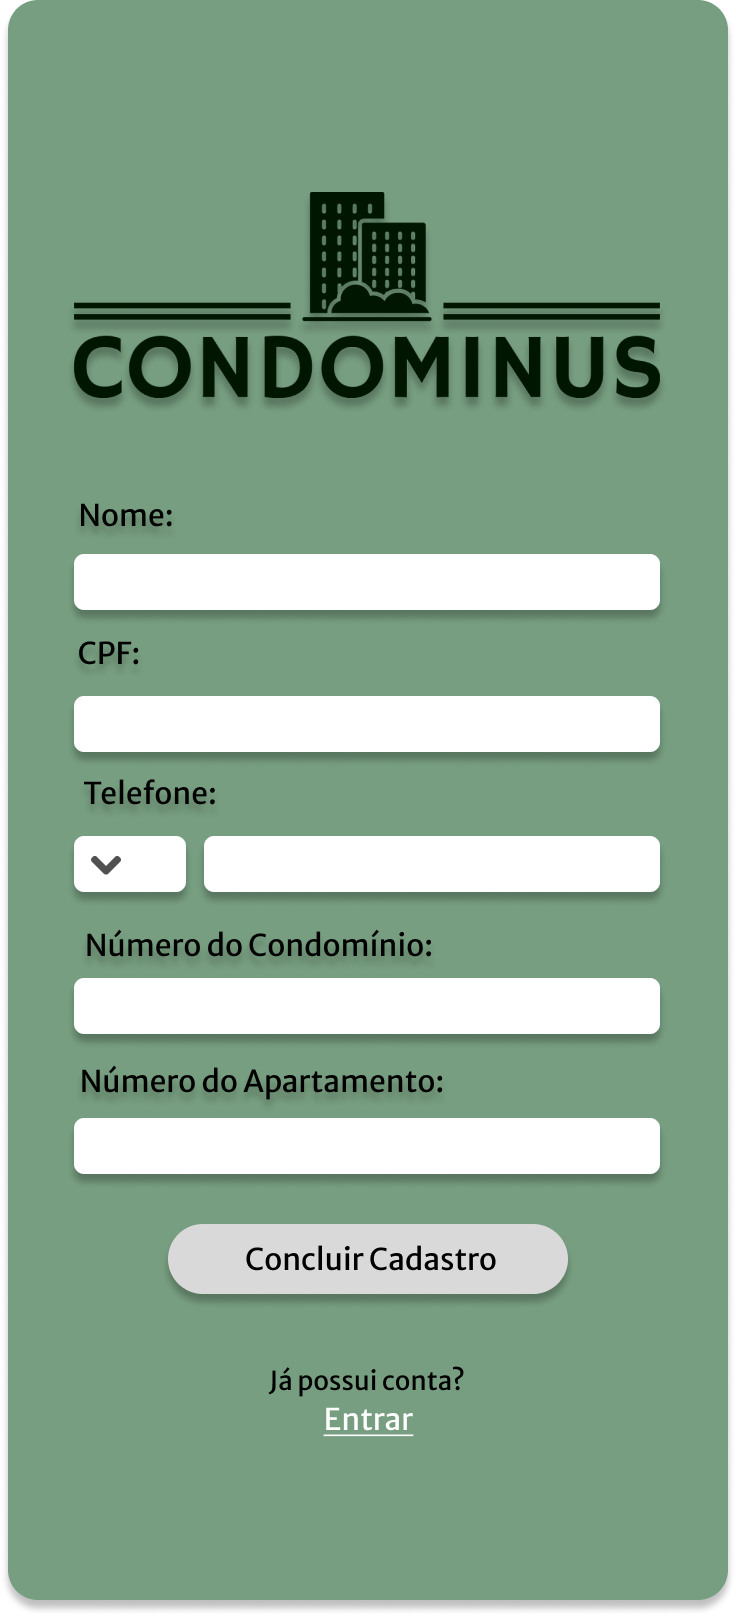 CONDOMINUS
Nome:
CPF:
Telefone:
Número do Condomínio:
Número do Apartamento:
Concluir Cadastro
Já possui conta?
Entrar